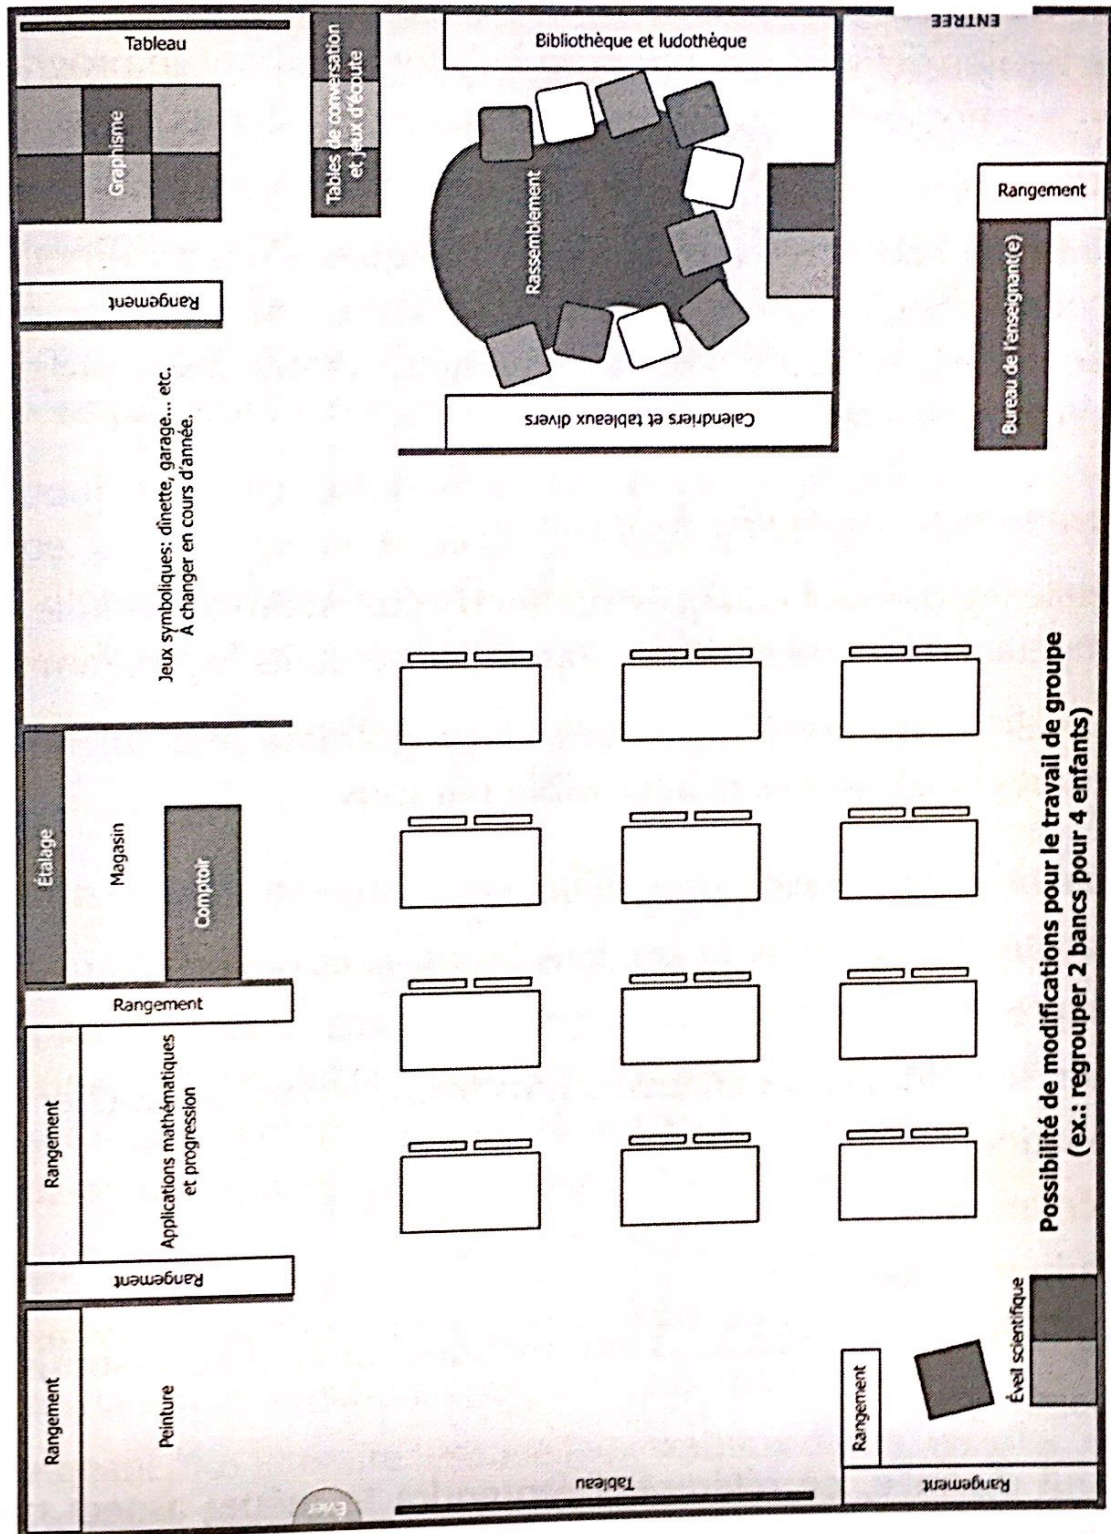 Tableau
Graphisme
Tables de conversation
et jeux d'écoute
Bibliothèque et ludothèque
ENTREE
Rassemblement
Rangement
Bureau de l'enseignant(e)
Calendriers et tableaux divers
Rangement
Jeux symboliques: dînette, garage... etc.
À changer en cours d'année.
Étalage
Magasin
Comptoir
Rangement
Rangement
Applications mathématiques
et progression
Rangement
Rangement
Peinture
Évier
Tableau
Rangement
Rangement
Éveil scientifique
Possibilité de modifications pour le travail de groupe
(ex.: regrouper 2 bancs pour 4 enfants)